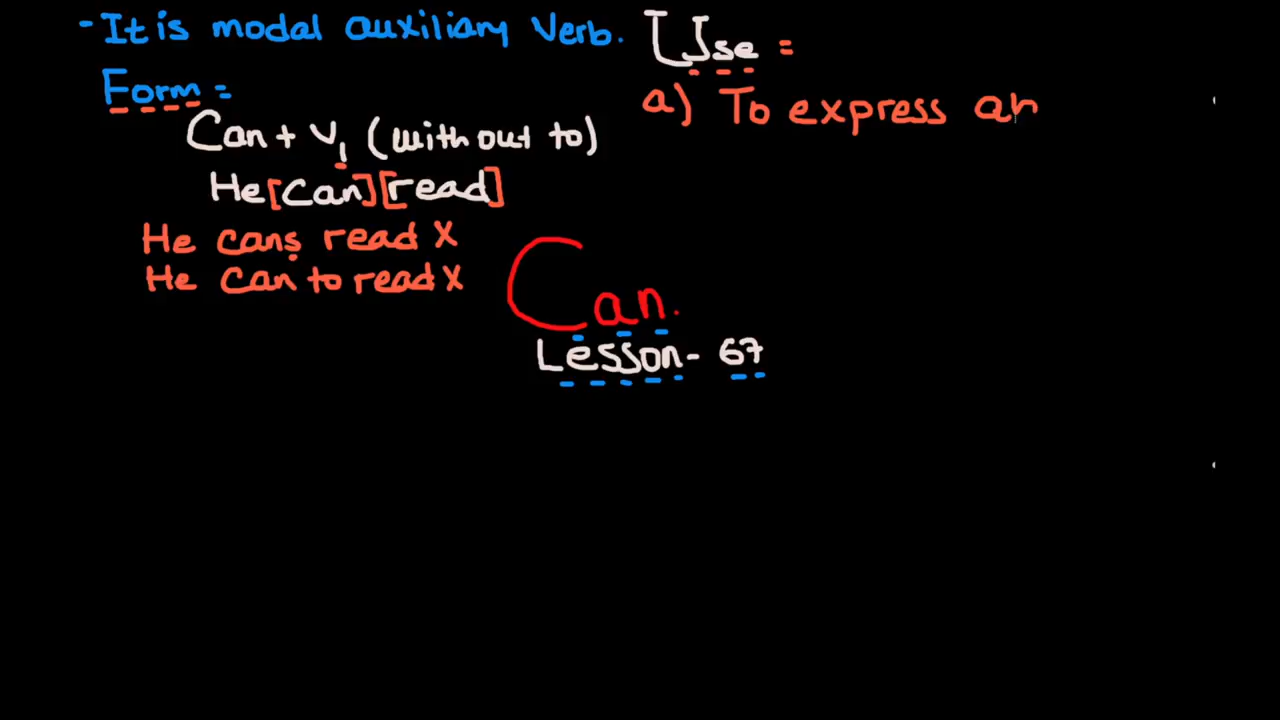 -It is modal auxiliary Verb.
Form=
Can+ V1 (with out to)
He[Can][read]
He cans read X
He Can to read X
Use =
a) To express an
Can.
Lesson- 67